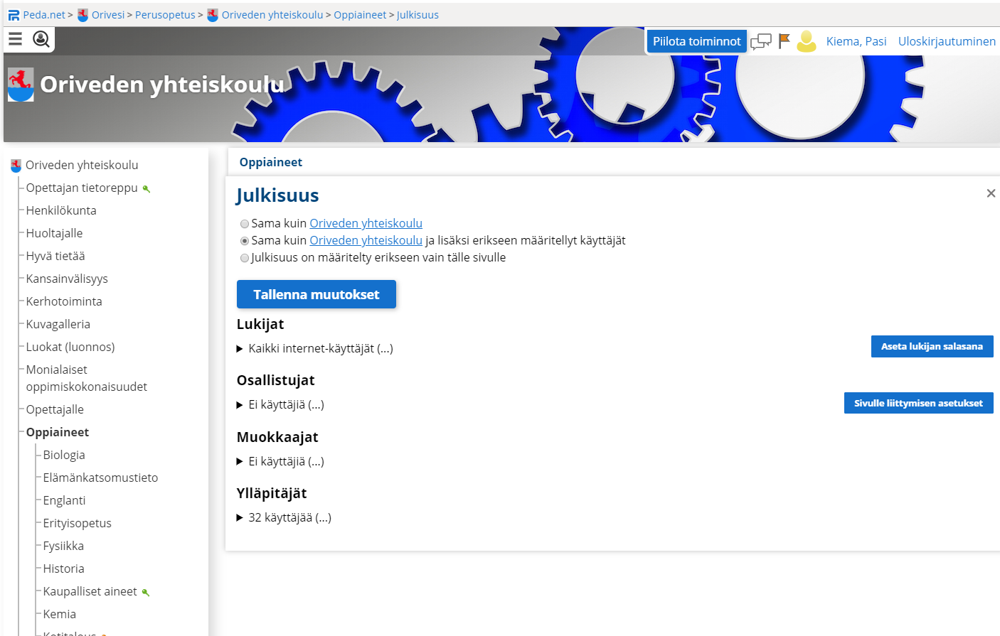 Peda.net > Orivesi > Perusopetus > Oriveden yhteiskoulu > Oppiaineet > Julkisuus
Piilota toiminnot Kiema, Pasi Uloskirjautuminen
Oriveden yhteiskoulu
Oriveden yhteiskoulu
Opettajan tietoreppu
Henkilökunta
Huoltajalle
Hyvä tietää
Kansainvälisyys
Kerhotoiminta
Kuvagalleria
Luokat (luonnos)
Monialaiset
oppimiskokonaisuudet
Opettajalle
Oppiaineet
Biologia
Elämänkatsomustieto
Englanti
Erityisopetus
Fysiikka
Historia
Kaupalliset aineet
Kemia
Kotitalous
Oppiaineet
Julkisuus
Sama kuin Oriveden yhteiskoulu
Sama kuin Oriveden yhteiskoulu ja lisäksi erikseen määritellyt käyttäjät
Julkisuus on määritelty erikseen vain tälle sivulle
Tallenna muutokset
Lukijat
Kaikki internet-käyttäjät (...)
Aseta lukijan salasana
Osallistujat
Ei käyttäjiä (...)
Sivulle liittymisen asetukset
Muokkaajat
Ei käyttäjiä (...)
Ylläpitäjät
32 käyttäjää (...)